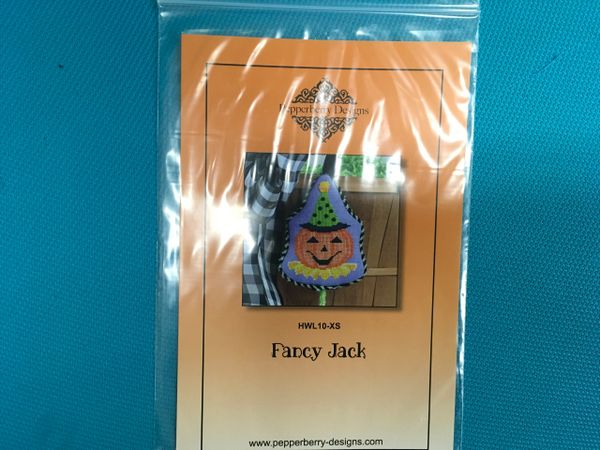 Pepperberry Designs
HWL10-XS
Fancy Jack
www.pepperberry-designs.com